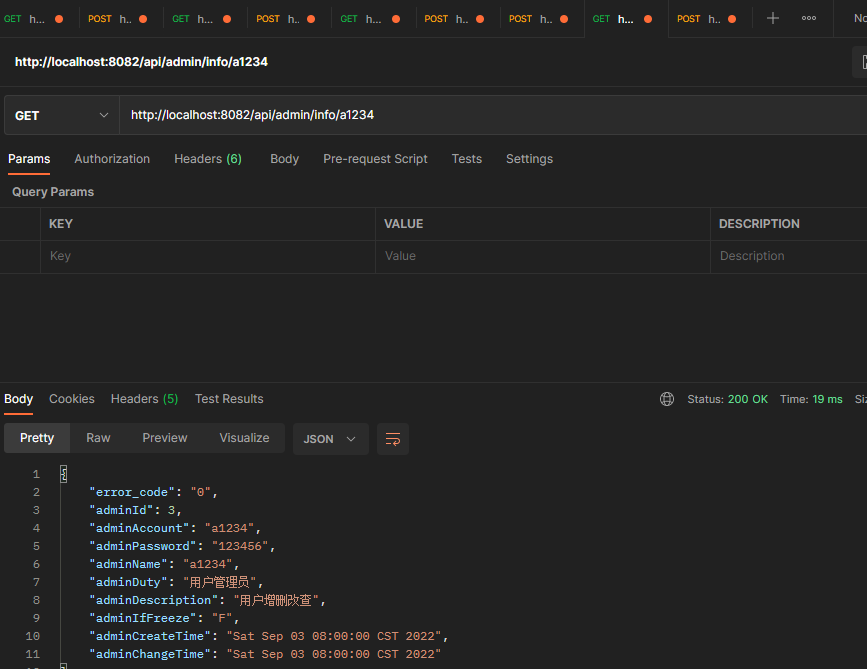 GET h... POST h.. GET h... POST h.. GET h... POST h.. POST h.. GET h... POST h.. No
http://localhost:8082/api/admin/info/a1234
GET http://localhost:8082/api/admin/info/a1234
Params Authorization Headers (6) Body Pre-request Script Tests Settings
Query Params
KEY VALUE DESCRIPTION
Key Value Description
Body Cookies Headers (5) Test Results Status: 200 OK Time: 19 ms Siz
Pretty Raw Preview Visualize JSON
1 {
2 "error_code": "0",
3 "adminId": 3,
4 "adminAccount": "a1234",
5 "adminPassword": "123456",
6 "adminName": "a1234",
7 "adminDuty": "用户管理员",
8 "adminDescription": "用户增删改查",
9 "adminIfFreeze": "F",
10 "adminCreateTime": "Sat Sep 03 08:00:00 CST 2022",
11 "adminChangeTime": "Sat Sep 03 08:00:00 CST 2022"